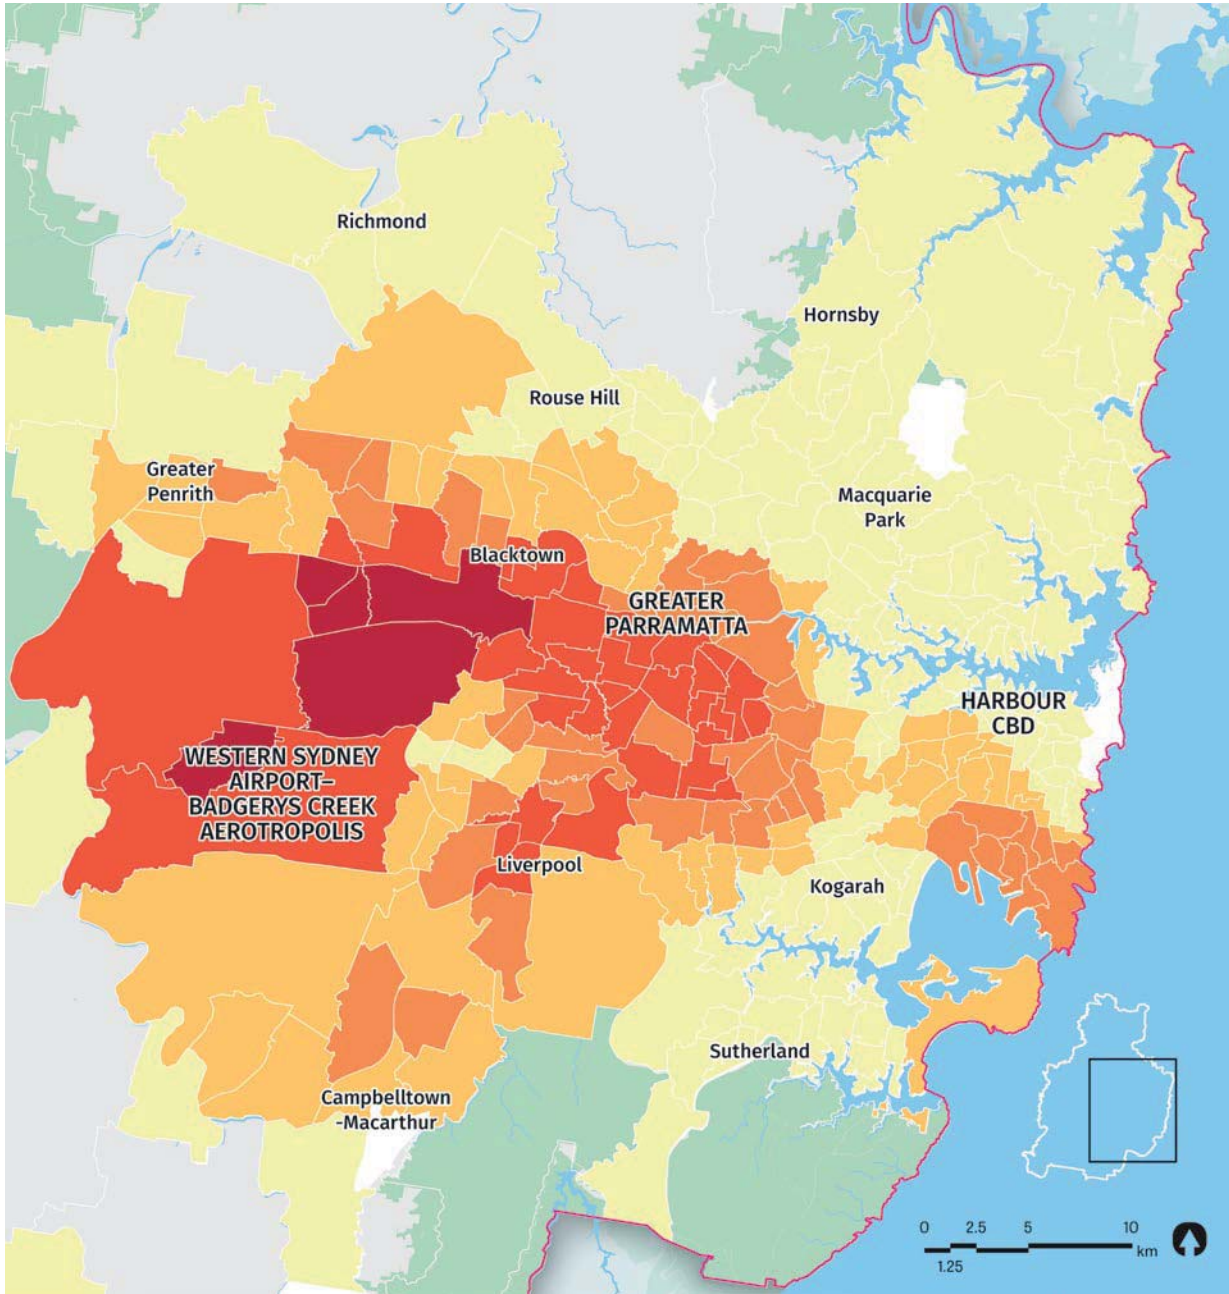 Richmond
Hornsby
Rouse Hill
Greater
Penrith
Macquarie
Park
Blacktown
GREATER
PARRAMATTA
HARBOUR
CBD
WESTERN SYDNEY
AIRPORT–
BADGERYS CREEK
AEROTROPOLIS
Liverpool
Kogarah
Sutherland
Campbelltown
-Macarthur
0 2.5 5 10
km
1.25